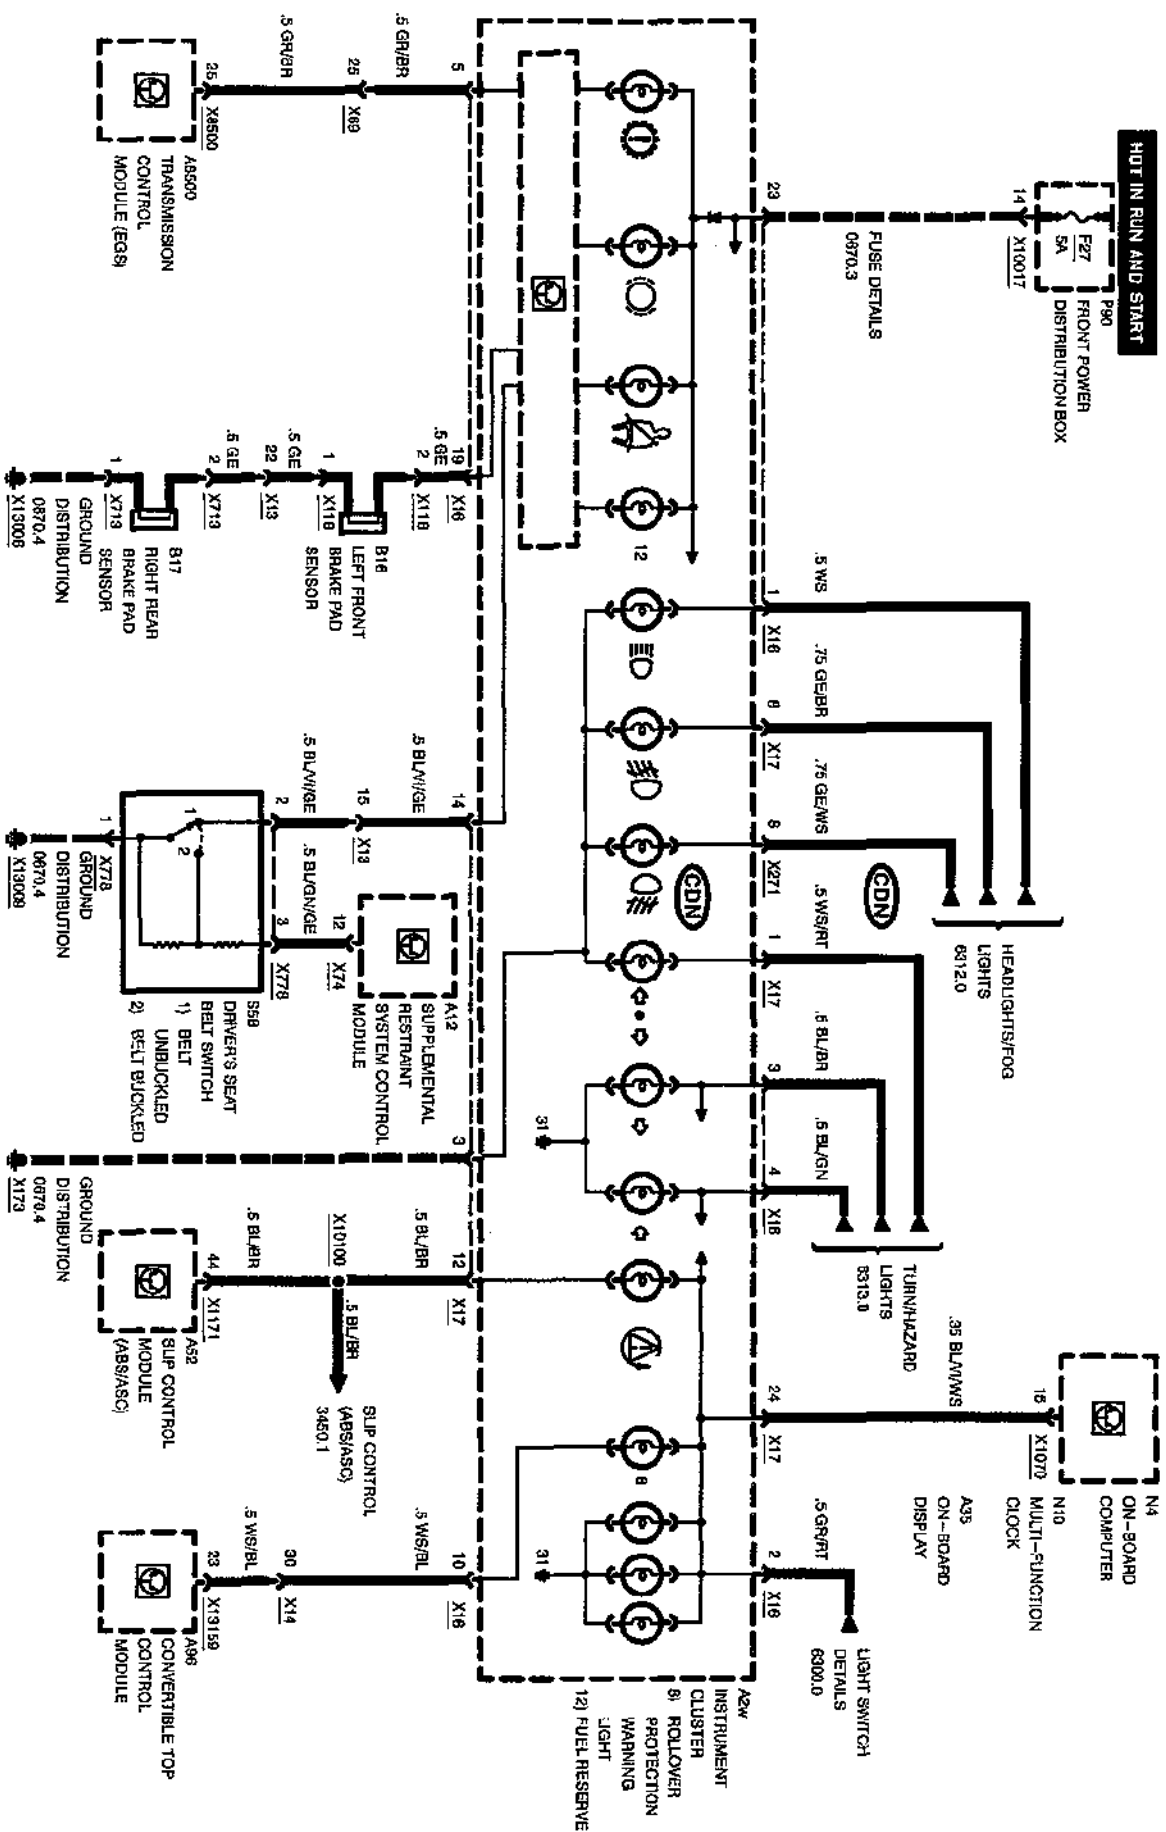 HOT IN RUN AND START
P90
FRONT POWER
DISTRIBUTION BOX
F27
5A
14
X10017
FUSE DETAILS
0670.3
23
N4
ON-BOARD
COMPUTER
N10
MULTI-FUNCTION
CLOCK
A35
ON-BOARD
DISPLAY
15
X1070
.35 BL/VI/WS
24
X17
HEADLIGHTS/FOG
LIGHTS
6312.0
TURN/HAZARD
LIGHTS
6313.0
LIGHT SWITCH
DETAILS
6300.0
.5 WS
1
X16
.75 GE/BR
6
X17
.75 GE/WS
8
X271
CDN
CDN
.5 WS/RT
1
X17
.5 BL/BR
3
.5 BL/GN
4
X18
.5 GR/RT
2
X16
A2w
INSTRUMENT
CLUSTER
8) ROLLOVER
PROTECTION
WARNING
LIGHT
12) FUEL RESERVE
12
8
31
31
5
.5 GR/BR
25
X69
.5 GR/BR
25
X8500
A8500
TRANSMISSION
CONTROL
MODULE (EGS)
19
X16
.5 GE
2
X118
B16
LEFT FRONT
BRAKE PAD
SENSOR
1
X118
.5 GE
22
X13
.5 GE
2
X713
B17
RIGHT REAR
BRAKE PAD
SENSOR
1
X713
GROUND
DISTRIBUTION
0670.4
X13006
14
.5 BL/VI/GE
15
X13
.5 BL/VI/GE
2
A12
SUPPLEMENTAL
RESTRAINT
SYSTEM CONTROL
MODULE
12
X74
.5 BL/GN/GE
3
X778
S58
DRIVER'S SEAT
BELT SWITCH
1) BELT
UNBUCKLED
2) BELT BUCKLED
1
2
1
X778
GROUND
DISTRIBUTION
0670.4
X13009
3
GROUND
DISTRIBUTION
0670.4
X173
12
X17
.5 BL/BR
X10100
.5 BL/BR
SLIP CONTROL
(ABS/ASC)
3450.1
.5 BL/BR
44
X1171
A52
SLIP CONTROL
MODULE
(ABS/ASC)
10
X16
.5 WS/BL
30
X14
.5 WS/BL
23
X13159
A96
CONVERTIBLE TOP
CONTROL
MODULE